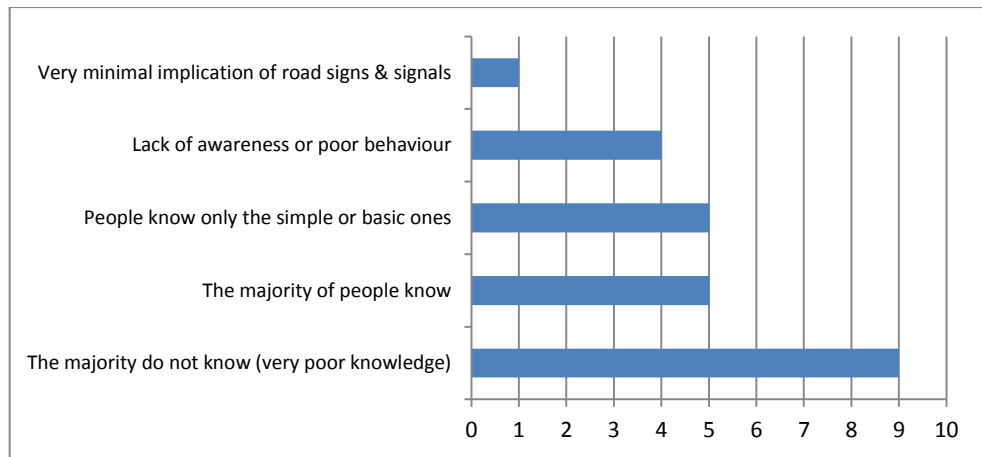 Very minimal implication of road signs & signals
Lack of awareness or poor behaviour
People know only the simple or basic ones
The majority of people know
The majority do not know (very poor knowledge)
0 1 2 3 4 5 6 7 8 9 10